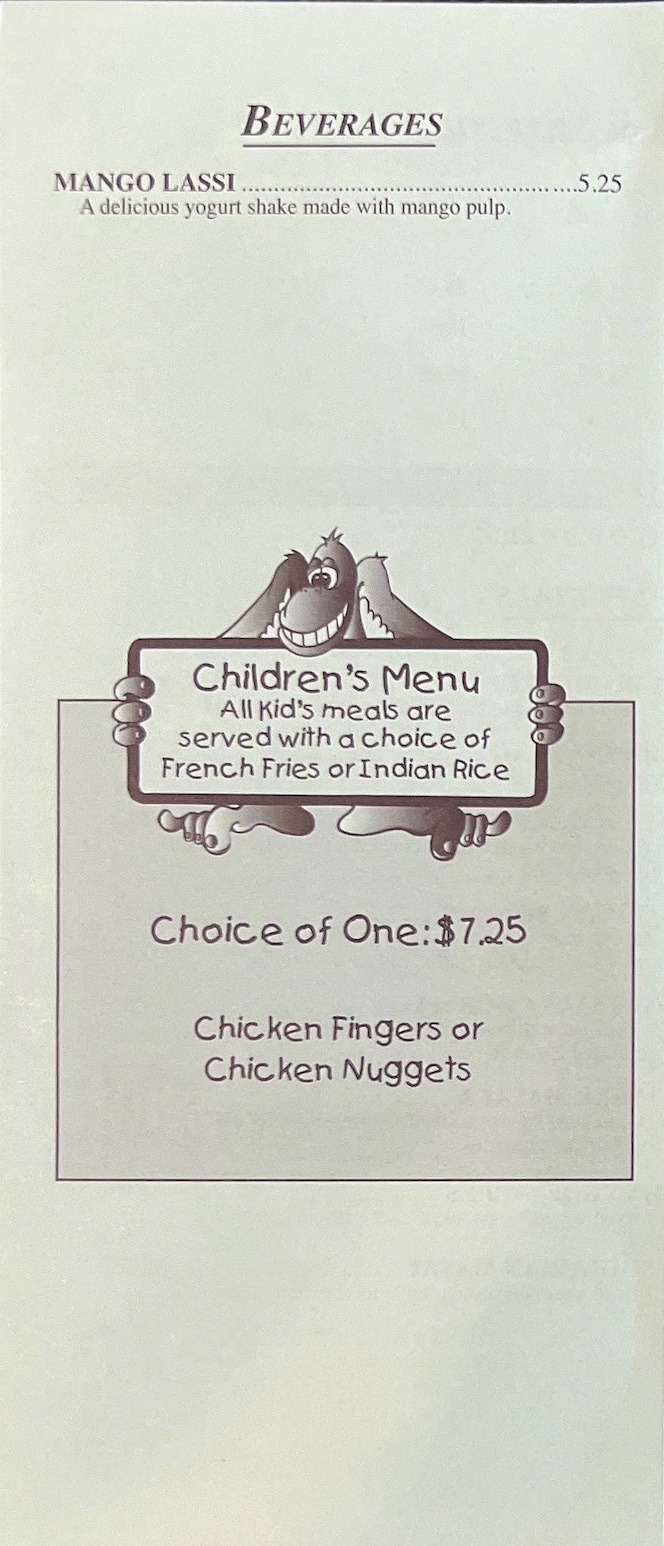 BEVERAGES
MANGO LASSI ........................................................5.25
A delicious yogurt shake made with mango pulp.
Children's Menu
All Kid's meals are
served with a choice of
French Fries or Indian Rice
Choice of One:$7.25
Chicken Fingers or
Chicken Nuggets